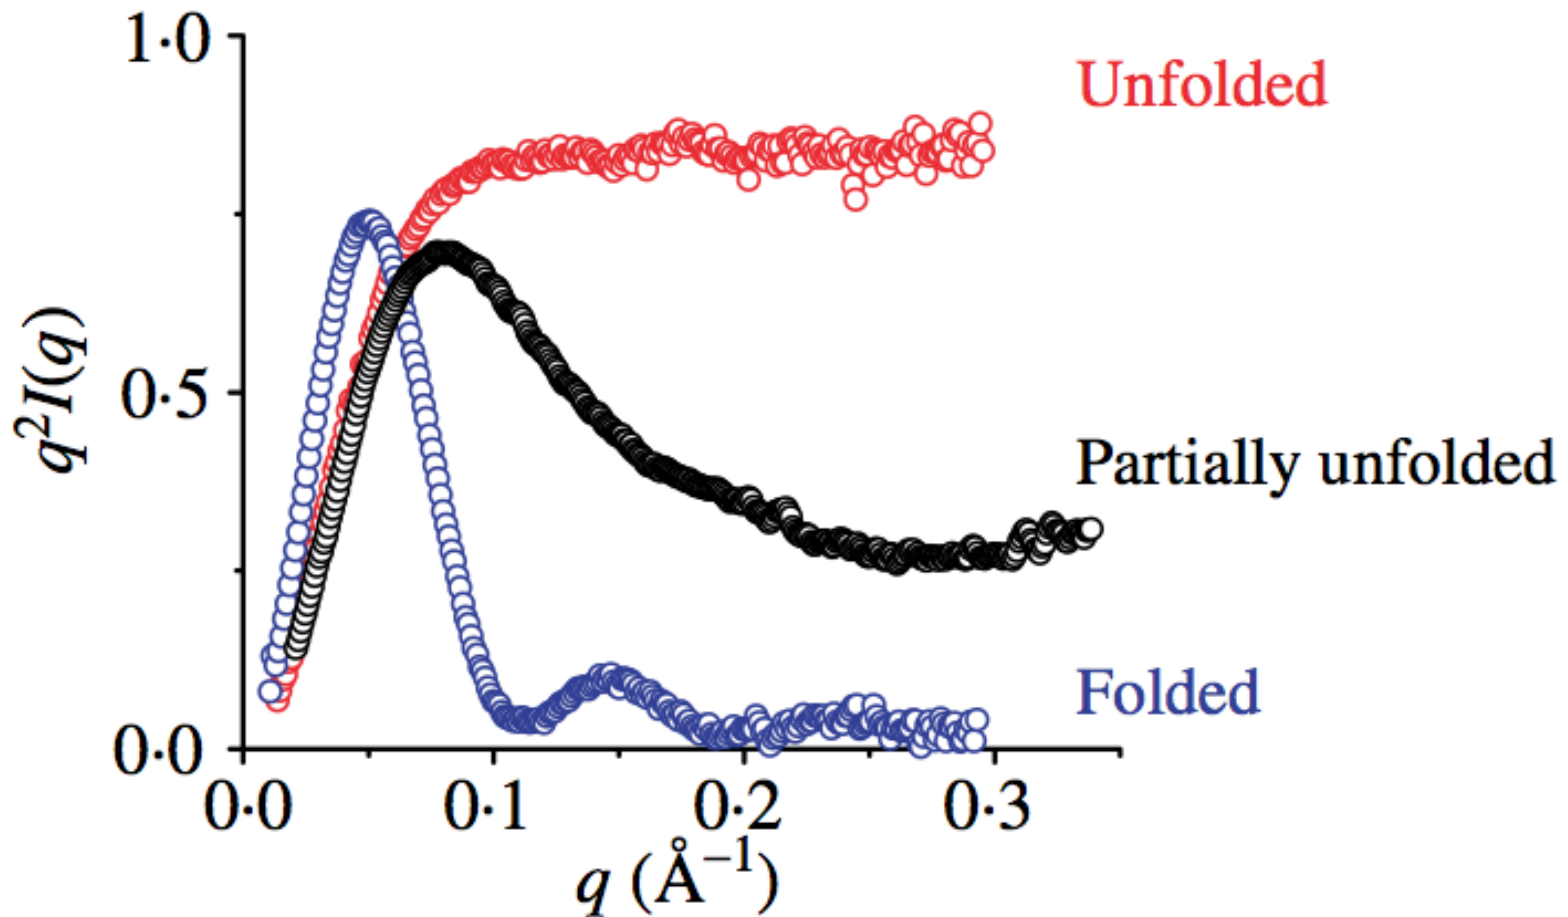 1·0
Unfolded
q²I(q)
0·5
Partially unfolded
Folded
0·0
0·0 0·1 0·2 0·3
q (Å⁻¹)